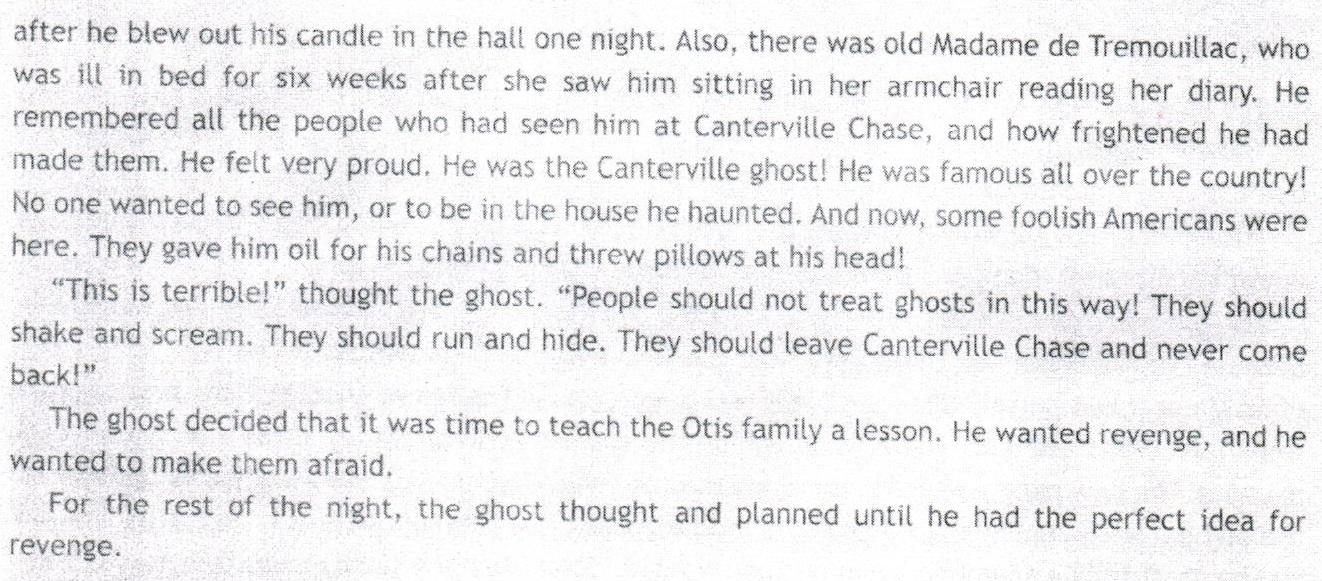 after he blew out his candle in the hall one night. Also, there was old Madame de Tremouillac, who
was ill in bed for six weeks after she saw him sitting in her armchair reading her diary. He
remembered all the people who had seen him at Canterville Chase, and how frightened he had
made them. He felt very proud. He was the Canterville ghost! He was famous all over the country!
No one wanted to see him, or to be in the house he haunted. And now, some foolish Americans were
here. They gave him oil for his chains and threw pillows at his head!
“This is terrible!” thought the ghost. “People should not treat ghosts in this way! They should
shake and scream. They should run and hide. They should leave Canterville Chase and never come
back!”
The ghost decided that it was time to teach the Otis family a lesson. He wanted revenge, and he
wanted to make them afraid.
For the rest of the night, the ghost thought and planned until he had the perfect idea for
revenge.